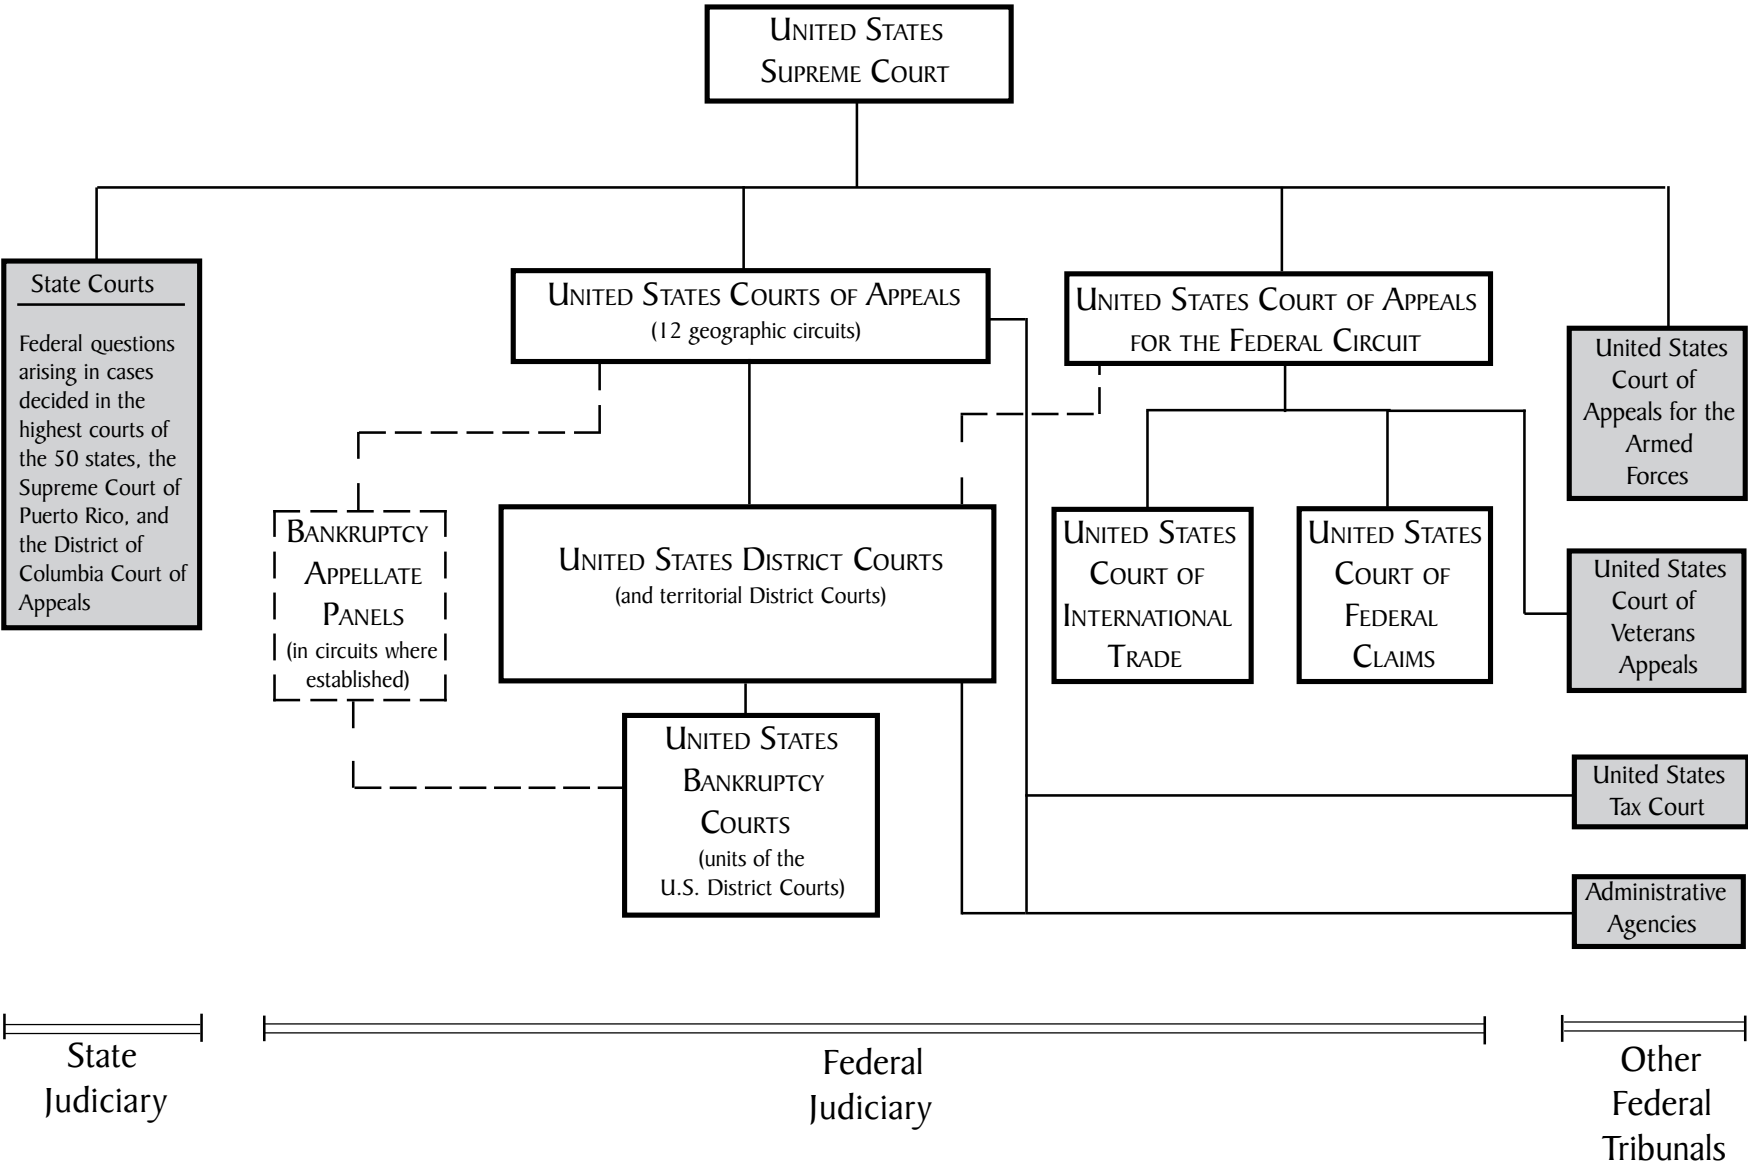 United States
Supreme Court
State Courts
Federal questions
arising in cases
decided in the
highest courts of
the 50 states, the
Supreme Court of
Puerto Rico, and
the District of
Columbia Court of
Appeals
United States Courts of Appeals
(12 geographic circuits)
United States Court of Appeals
for the Federal Circuit
United States
Court of
Appeals for the
Armed
Forces
Bankruptcy
Appellate
Panels
(in circuits where
established)
United States District Courts
(and territorial District Courts)
United States
Court of
International
Trade
United States
Court of
Federal
Claims
United States
Court of
Veterans
Appeals
United States
Bankruptcy
Courts
(units of the
U.S. District Courts)
United States
Tax Court
Administrative
Agencies
State
Judiciary
Federal
Judiciary
Other
Federal
Tribunals